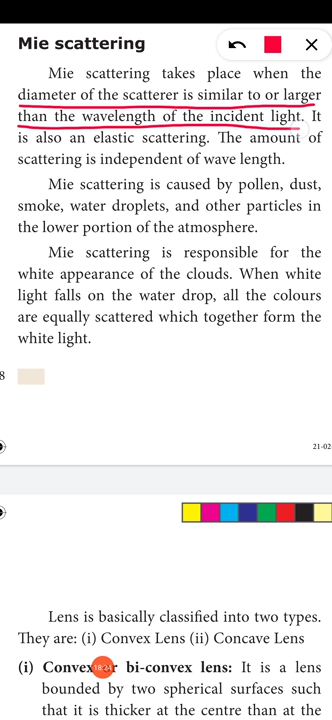 Mie scattering
Mie scattering takes place when the
diameter of the scatterer is similar to or larger
than the wavelength of the incident light. It
is also an elastic scattering. The amount of
scattering is independent of wave length.
Mie scattering is caused by pollen, dust,
smoke, water droplets, and other particles in
the lower portion of the atmosphere.
Mie scattering is responsible for the
white appearance of the clouds. When white
light falls on the water drop, all the colours
are equally scattered which together form the
white light.
8
21-02
Lens is basically classified into two types.
They are: (i) Convex Lens (ii) Concave Lens
(i) Convex or bi-convex lens: It is a lens
18:24
bounded by two spherical surfaces such
that it is thicker at the centre than at the